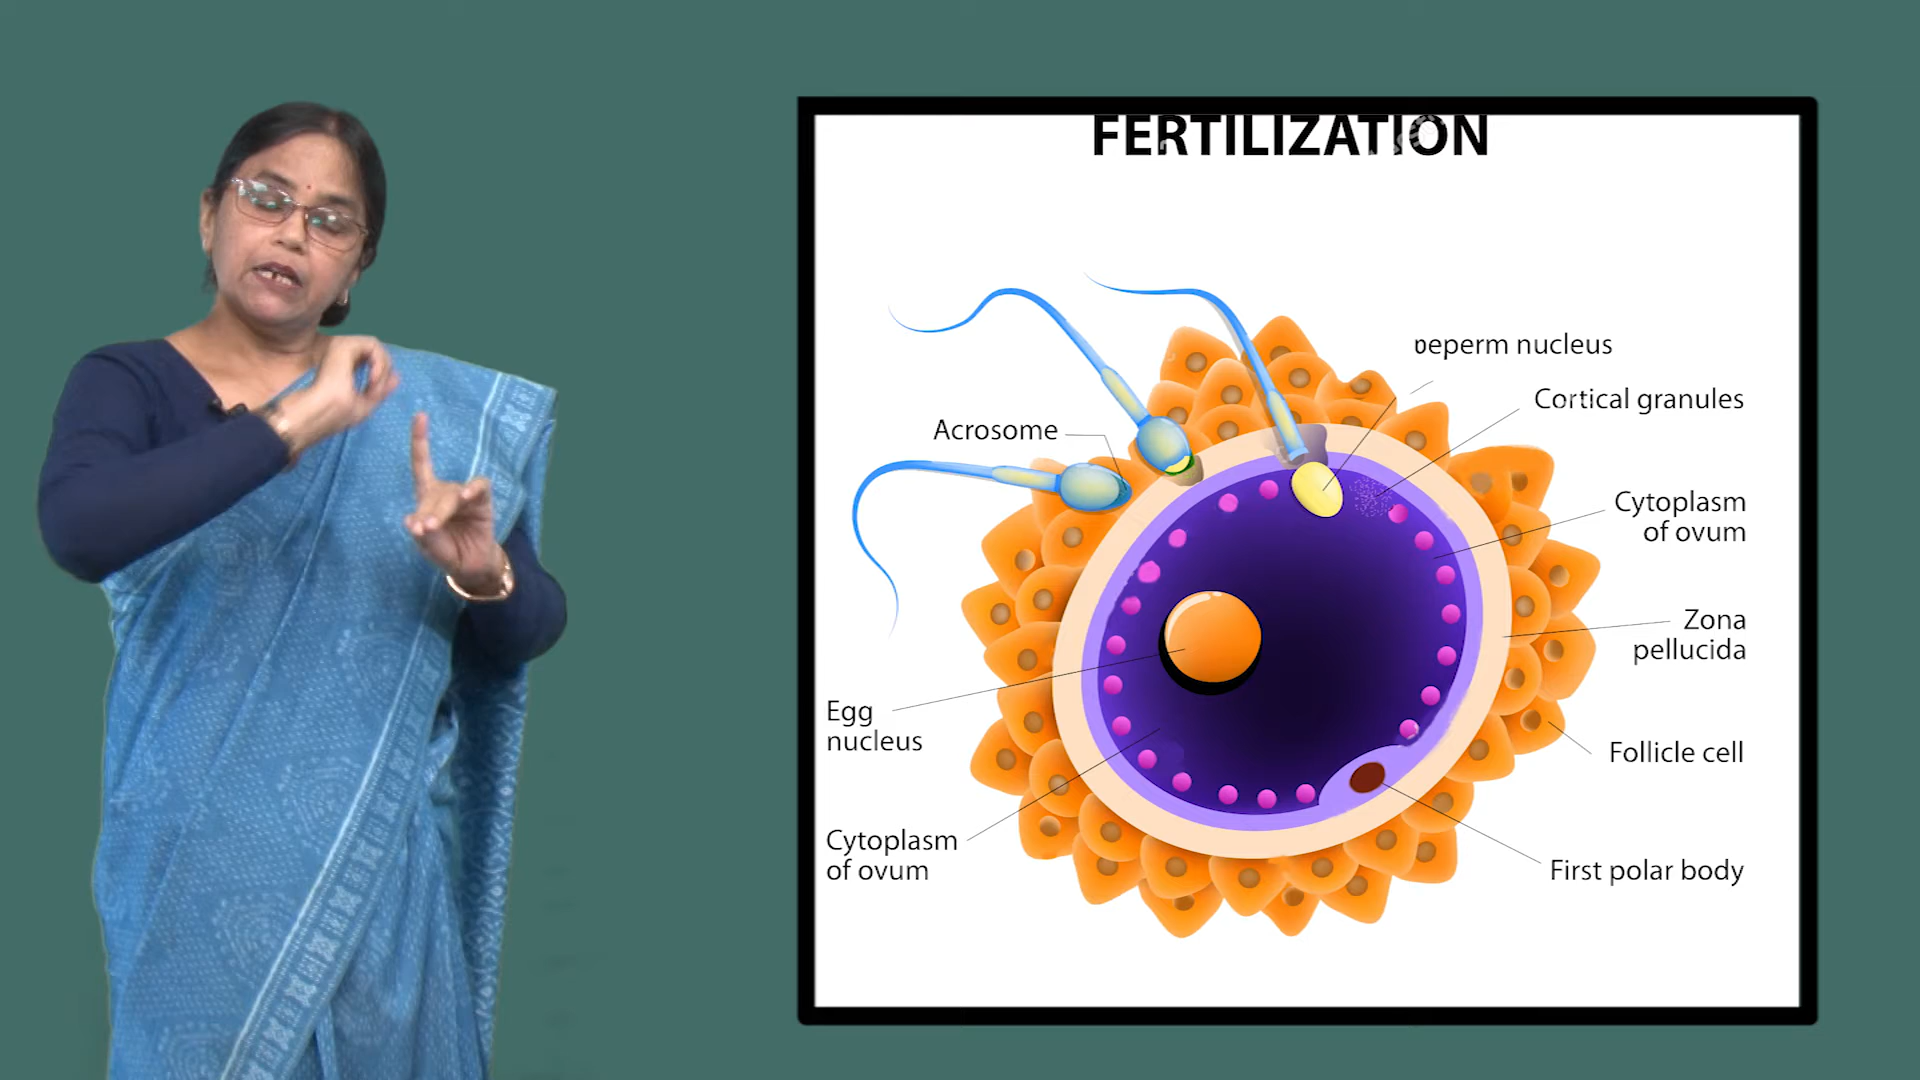 FERTILIZATION
ɒeperm nucleus
Cortical granules
Acrosome
Cytoplasm
of ovum
Zona
pellucida
Egg
nucleus
Follicle cell
Cytoplasm
of ovum
First polar body